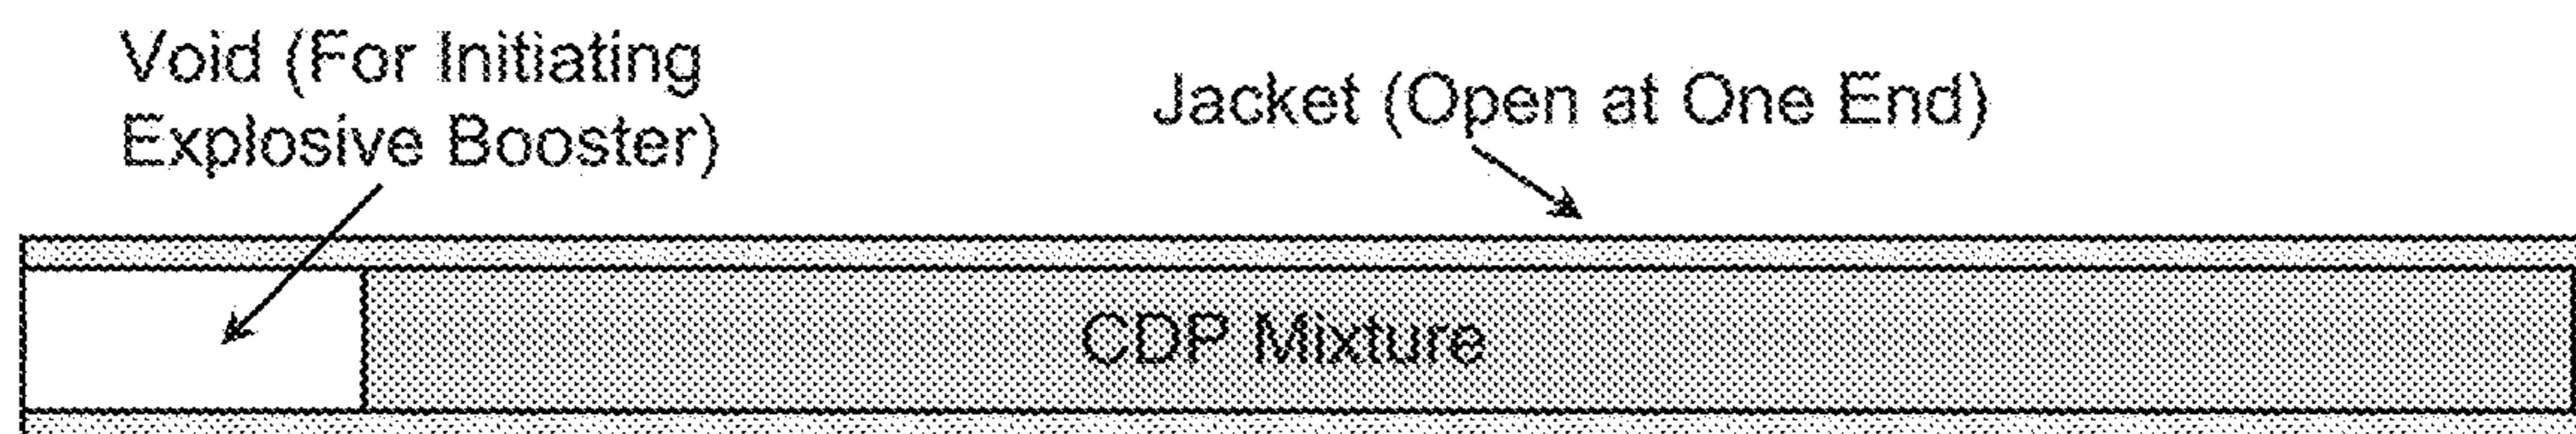 Void (For Initiating
Explosive Booster)
Jacket (Open at One End)
CDP Mixture